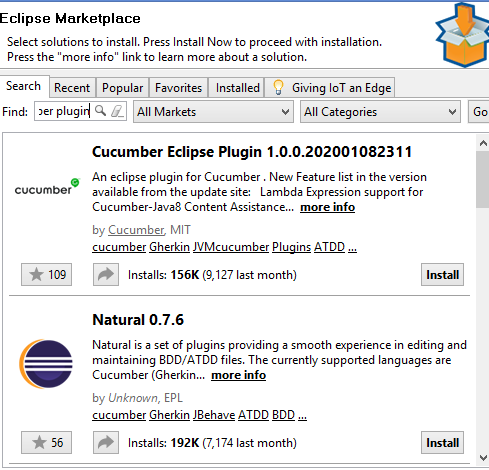 Eclipse Marketplace
Select solutions to install. Press Install Now to proceed with installation.
Press the "more info" link to learn more about a solution.
Search Recent Popular Favorites Installed Giving IoT an Edge
Find: ber plugin All Markets All Categories Go
Cucumber Eclipse Plugin 1.0.0.202001082311
cucumber
An eclipse plugin for Cucumber . New Feature list in the version
available from the update site: Lambda Expression support for
Cucumber-Java8 Content Assistance... more info
by Cucumber, MIT
cucumber Gherkin JVMcucumber Plugins ATDD ...
109 Installs: 156K (9,127 last month) Install
Natural 0.7.6
Natural is a set of plugins providing a smooth experience in editing and
maintaining BDD/ATDD files. The currently supported languages are
Cucumber (Gherkin... more info
by Unknown, EPL
cucumber Gherkin JBehave ATDD BDD ...
56 Installs: 192K (7,174 last month) Install